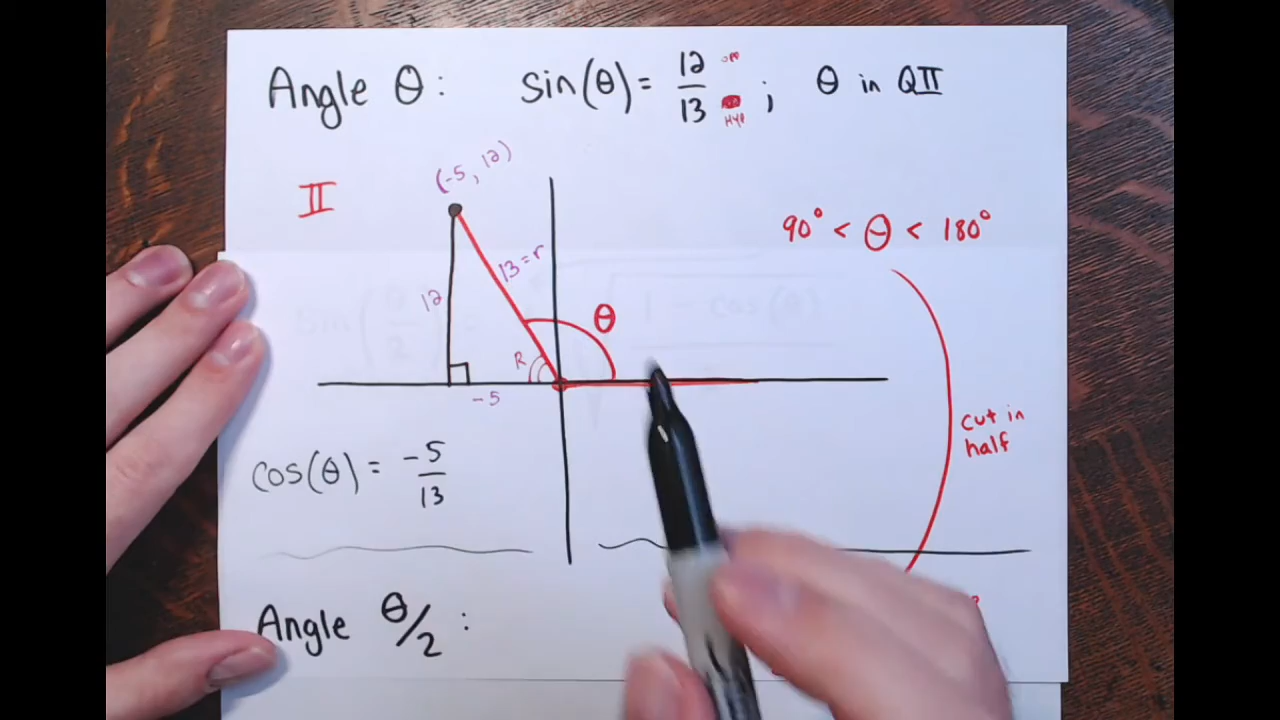 Angle θ: sin(θ) = 12/13 OPP HYP ; θ in QII
(-5, 12)
II
90° < θ < 180°
13 = r
12
θ
R
-5
cut in
half
cos(θ) = -5/13
Angle θ/2 :